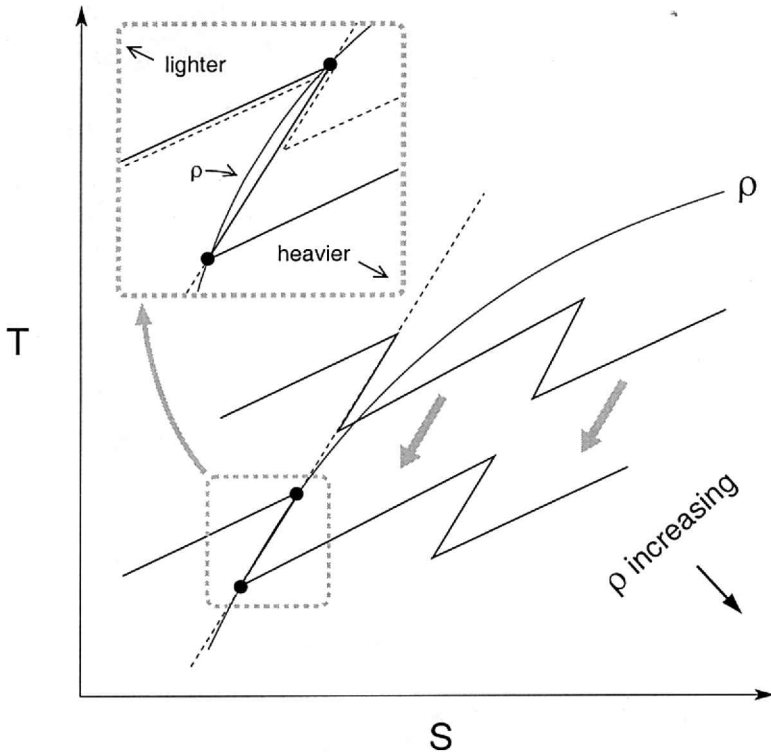 lighter
ρ
heavier
ρ
T
ρ increasing
S